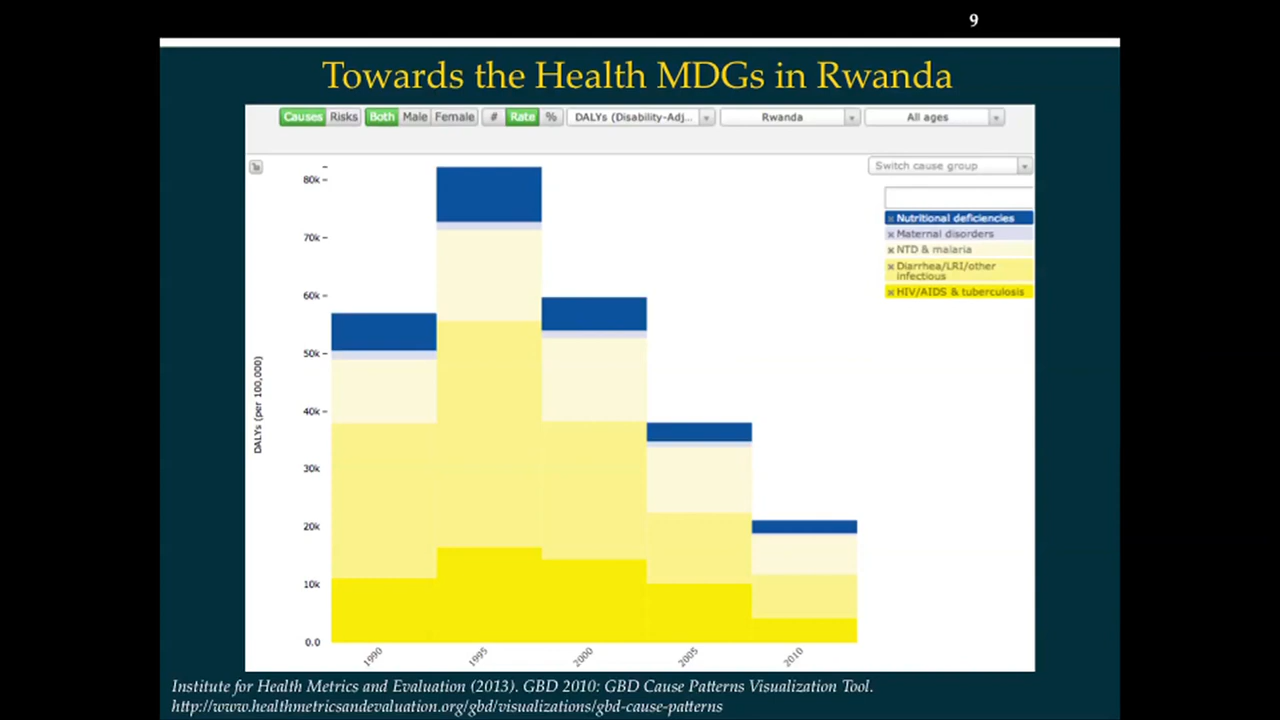 9
Towards the Health MDGs in Rwanda
Causes Risks Both Male Female # Rate % DALYs (Disability-Adj... Rwanda All ages
Switch cause group
Nutritional deficiencies
Maternal disorders
NTD & malaria
Diarrhea/LRI/other
infectious
HIV/AIDS & tuberculosis
80k
70k
60k
50k
40k
30k
20k
10k
0.0
DALYs (per 100,000)
1990 1995 2000 2005 2010
Institute for Health Metrics and Evaluation (2013). GBD 2010: GBD Cause Patterns Visualization Tool.
http://www.healthmetricsandevaluation.org/gbd/visualizations/gbd-cause-patterns